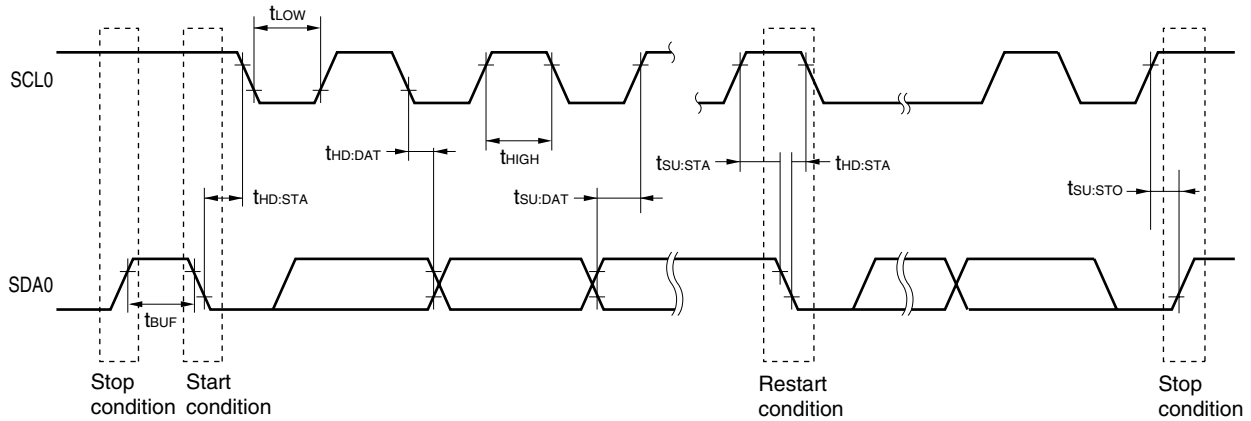 tLOW
SCL0
tHD:DAT
tHIGH
tSU:STA
tHD:STA
tHD:STA
tSU:DAT
tSU:STO
SDA0
tBUF
Stop
condition
Start
condition
Restart
condition
Stop
condition